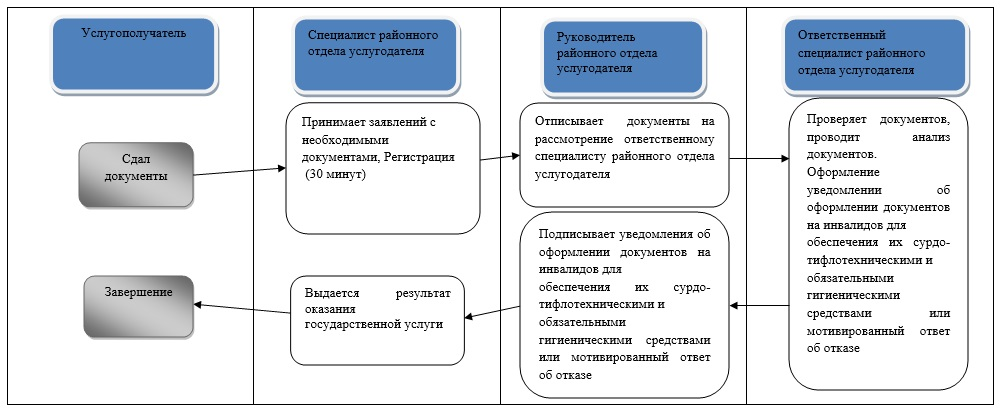 Услугополучатель
Специалист районного
отдела услугодателя
Руководитель
районного отдела
услугодателя
Ответственный
специалист районного
отдела услугодателя
Сдал
документы
Принимает заявлений с
необходимыми
документами, Регистрация
(30 минут)
Отписывает документы на
рассмотрение ответственному
специалисту районного отдела
услугодателя
Проверяет документов,
проводит анализ
документов.
Оформление
уведомлении об
оформлении документов
на инвалидов для
обеспечения их сурдо-
тифлотехническими и
обязательными
гигиеническими
средствами или
мотивированный ответ
об отказе
Подписывает уведомления об
оформлении документов на
инвалидов для
обеспечения их сурдо-
тифлотехническими и
обязательными
гигиеническими средствами
или мотивированный ответ
об отказе
Выдается результат
оказания
государственной услуги
Завершение